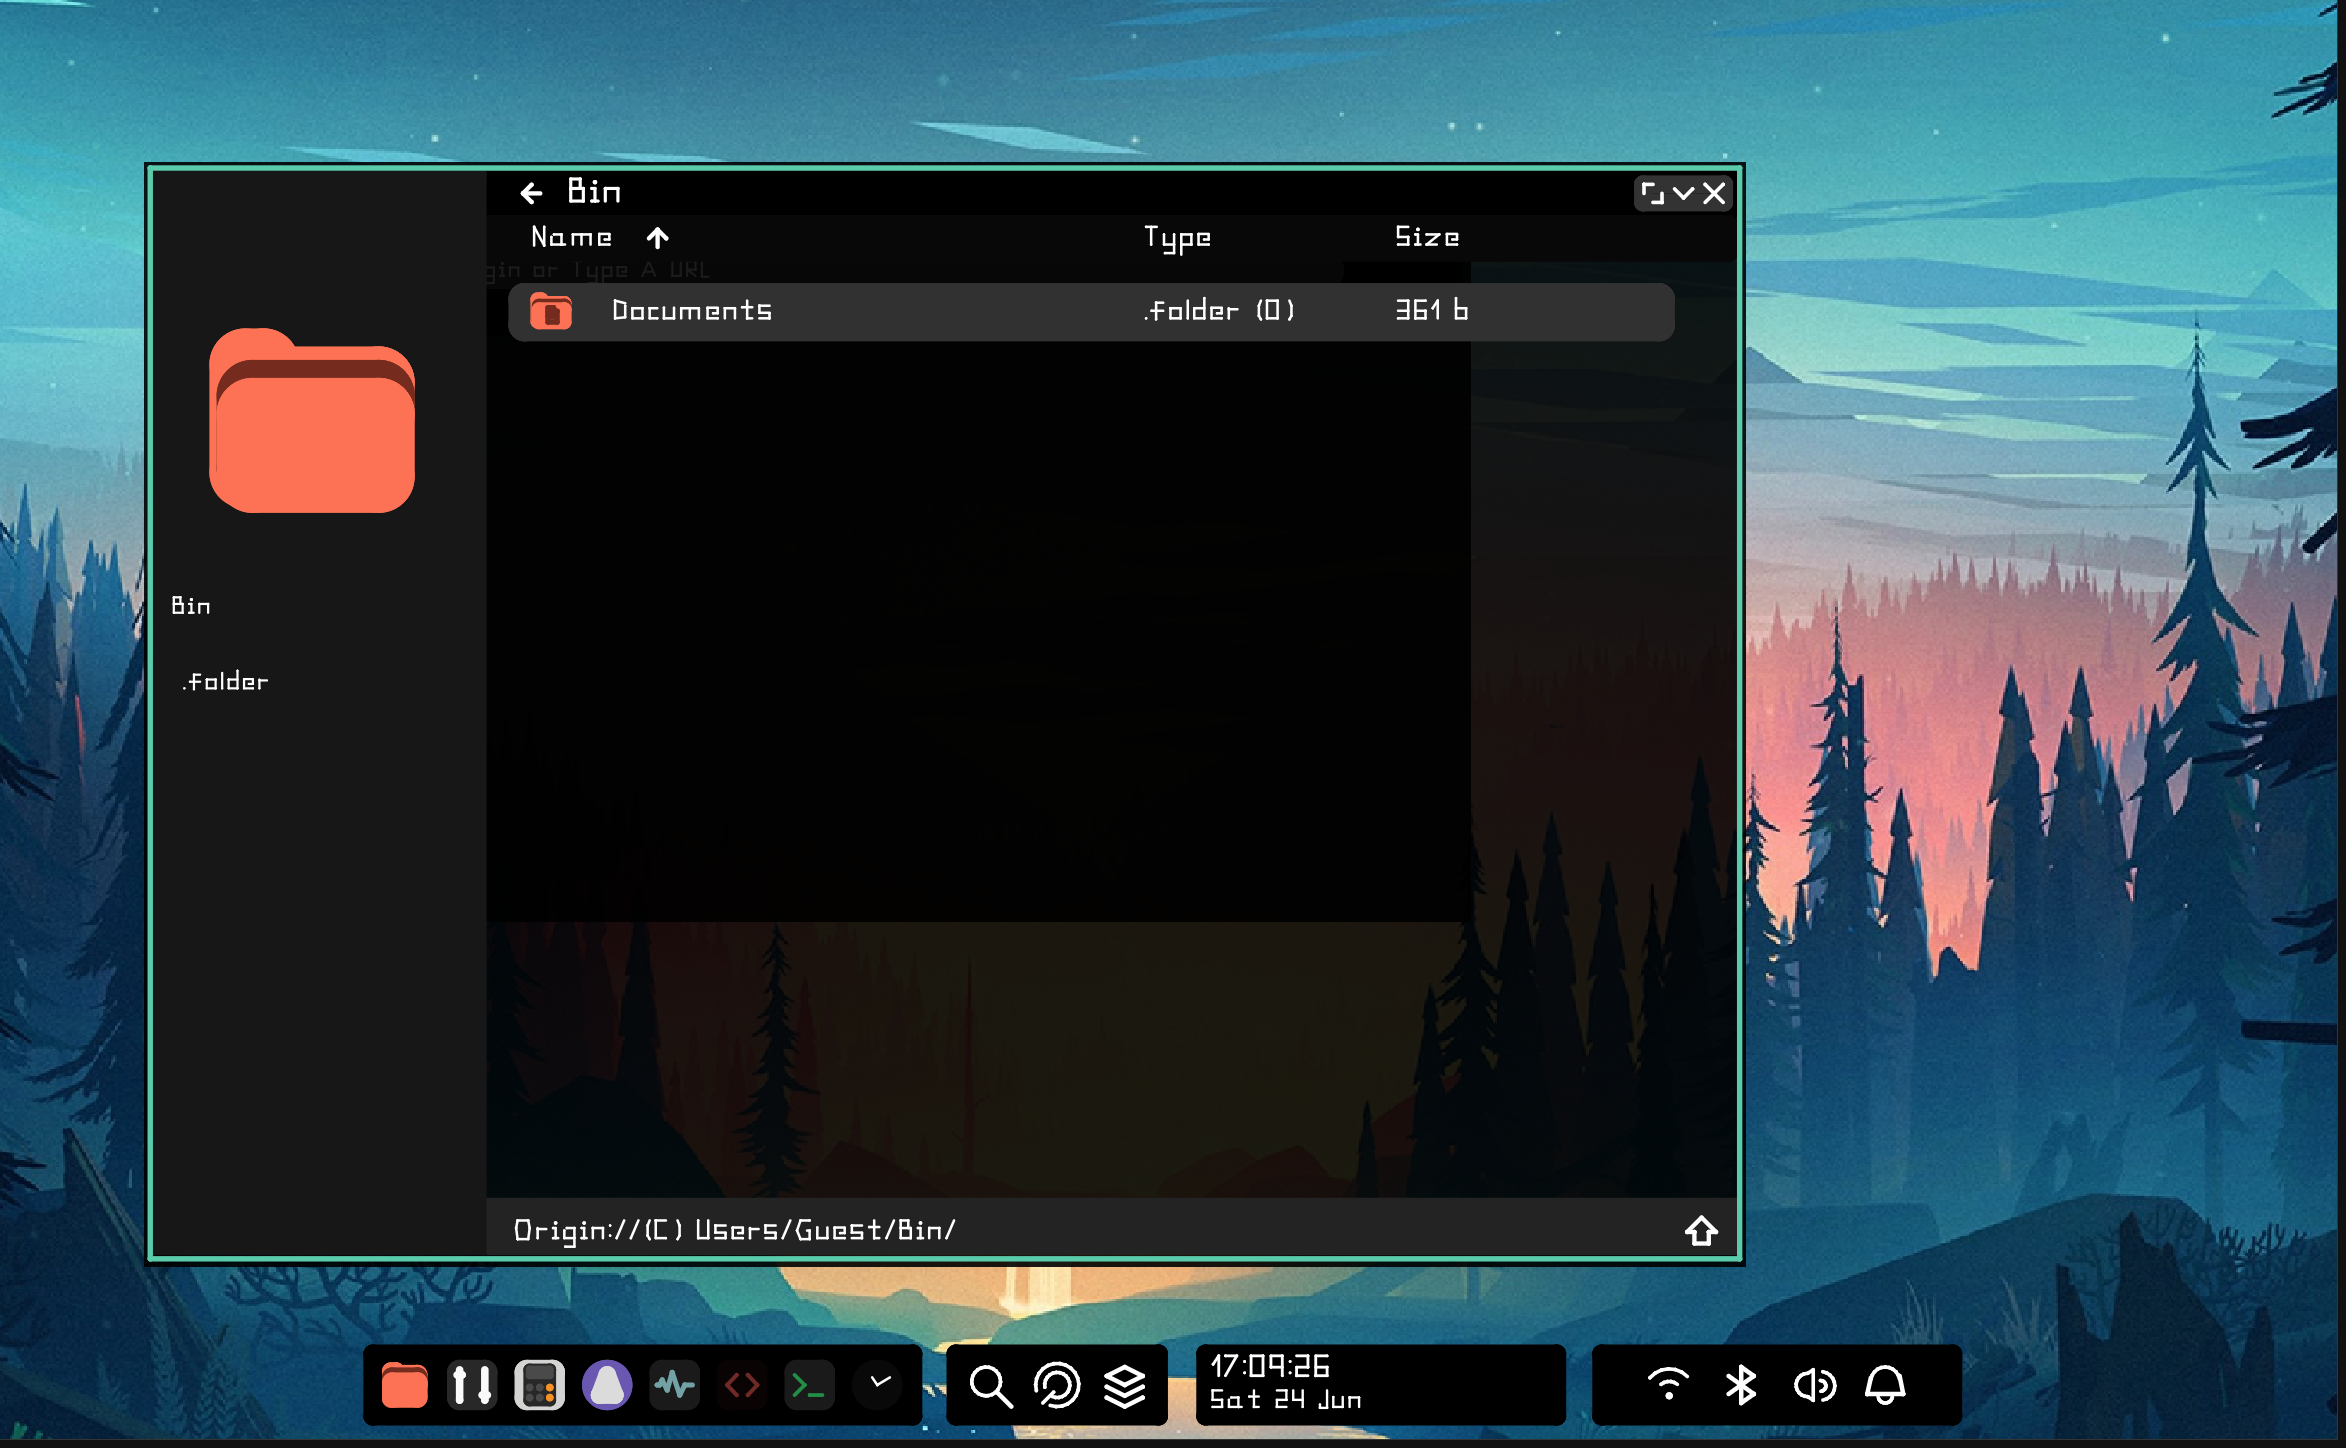 Bin
Name Type Size
gin or Type A URL
Documents .folder (0) 361 b
Bin
.folder
Origin://(C) Users/Guest/Bin/
17:09:26
Sat 24 Jun